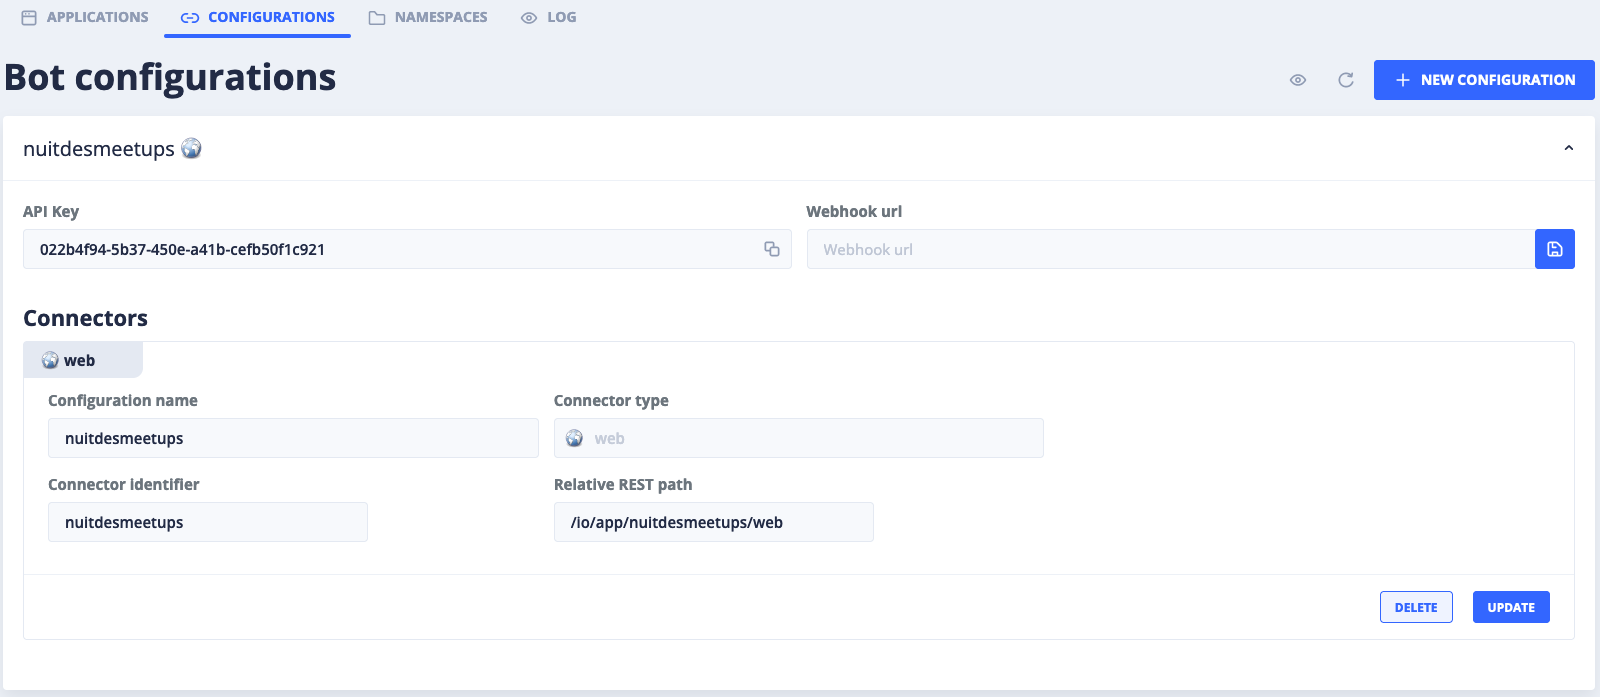 APPLICATIONS CONFIGURATIONS NAMESPACES LOG
Bot configurations
NEW CONFIGURATION
nuitdesmeetups
API Key Webhook url
022b4f94-5b37-450e-a41b-cefb50f1c921 Webhook url
Connectors
web
Configuration name Connector type
nuitdesmeetups web
Connector identifier Relative REST path
nuitdesmeetups /io/app/nuitdesmeetups/web
DELETE UPDATE